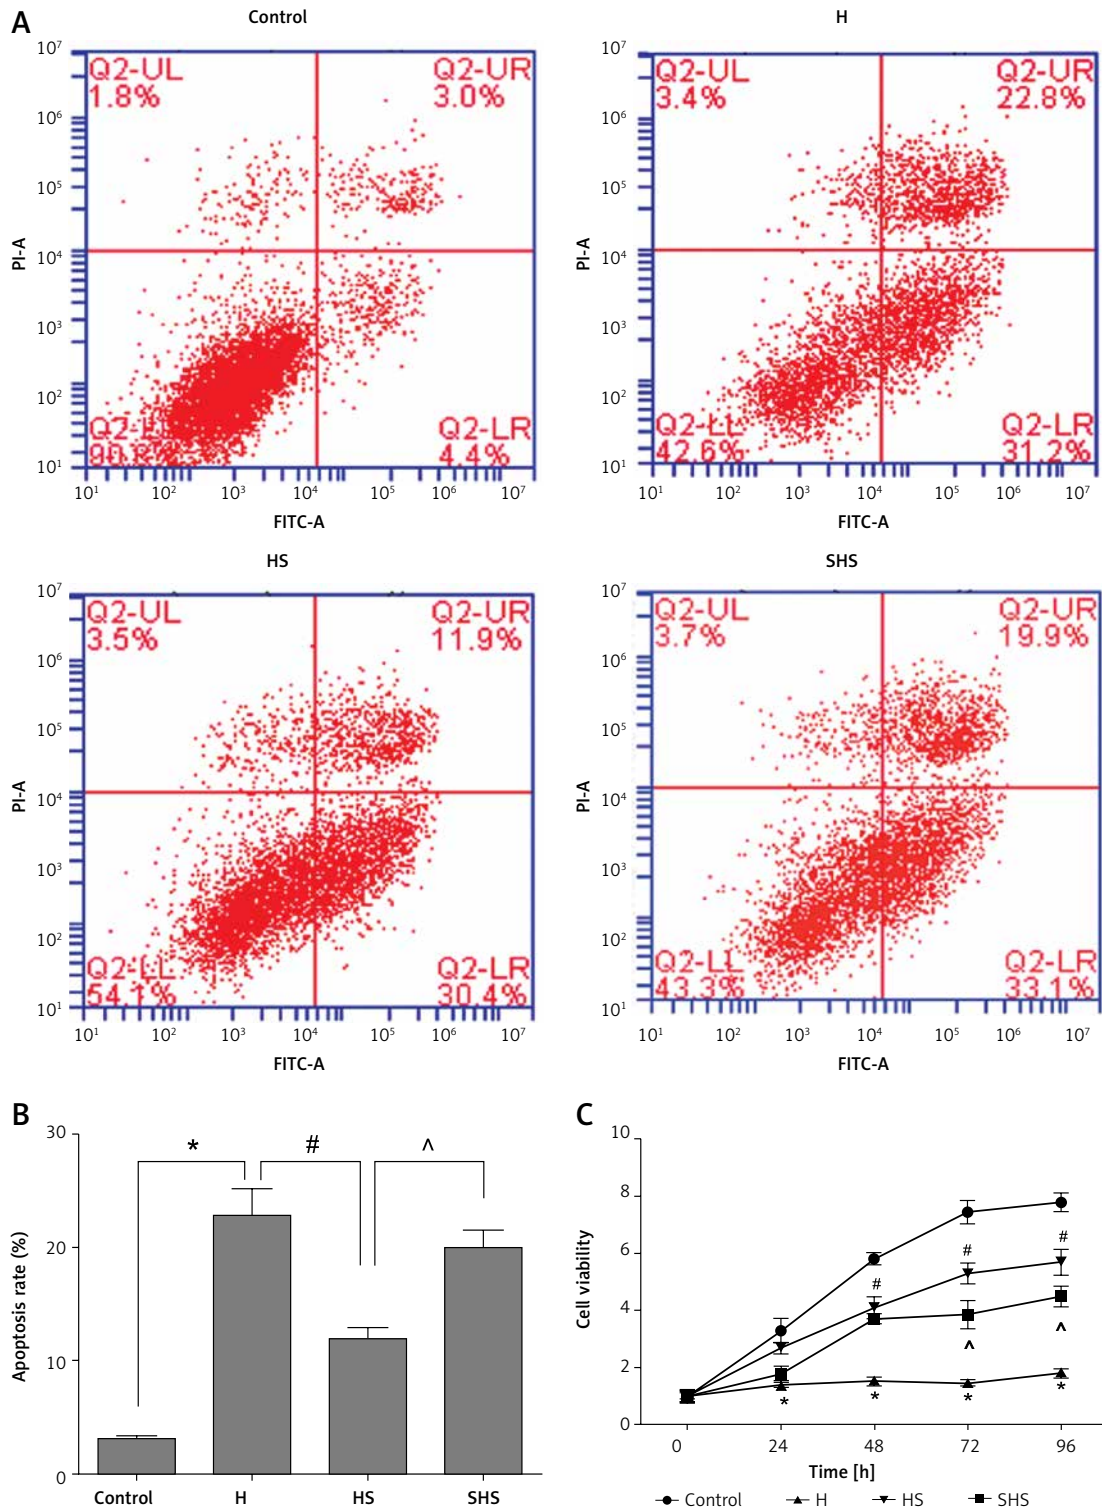 A
Control
H
10⁷
10⁶
10⁵
10⁴
10³
10²
10¹
PI-A
Q2-UL
1.8%
Q2-UR
3.0%
Q2-LR
4.4%
10¹ 10² 10³ 10⁴ 10⁵ 10⁶ 10⁷
FITC-A
10⁷
10⁶
10⁵
10⁴
10³
10²
10¹
PI-A
Q2-UL
3.4%
Q2-UR
22.8%
Q2-LL
42.6%
Q2-LR
31.2%
10¹ 10² 10³ 10⁴ 10⁵ 10⁶ 10⁷
FITC-A
HS
SHS
10⁷
10⁶
10⁵
10⁴
10³
10²
10¹
PI-A
Q2-UL
3.5%
Q2-UR
11.9%
Q2-LL
54.1%
Q2-LR
30.4%
10¹ 10² 10³ 10⁴ 10⁵ 10⁶ 10⁷
FITC-A
10⁷
10⁶
10⁵
10⁴
10³
10²
10¹
PI-A
Q2-UL
3.7%
Q2-UR
19.9%
Q2-LL
43.3%
Q2-LR
33.1%
10¹ 10² 10³ 10⁴ 10⁵ 10⁶ 10⁷
FITC-A
B
30
20
10
0
Apoptosis rate (%)
* # ^
Control H HS SHS
C
10
8
6
4
2
0
Cell viability
# # #
^ ^
* * * *
0 24 48 72 96
Time [h]
Control H HS SHS